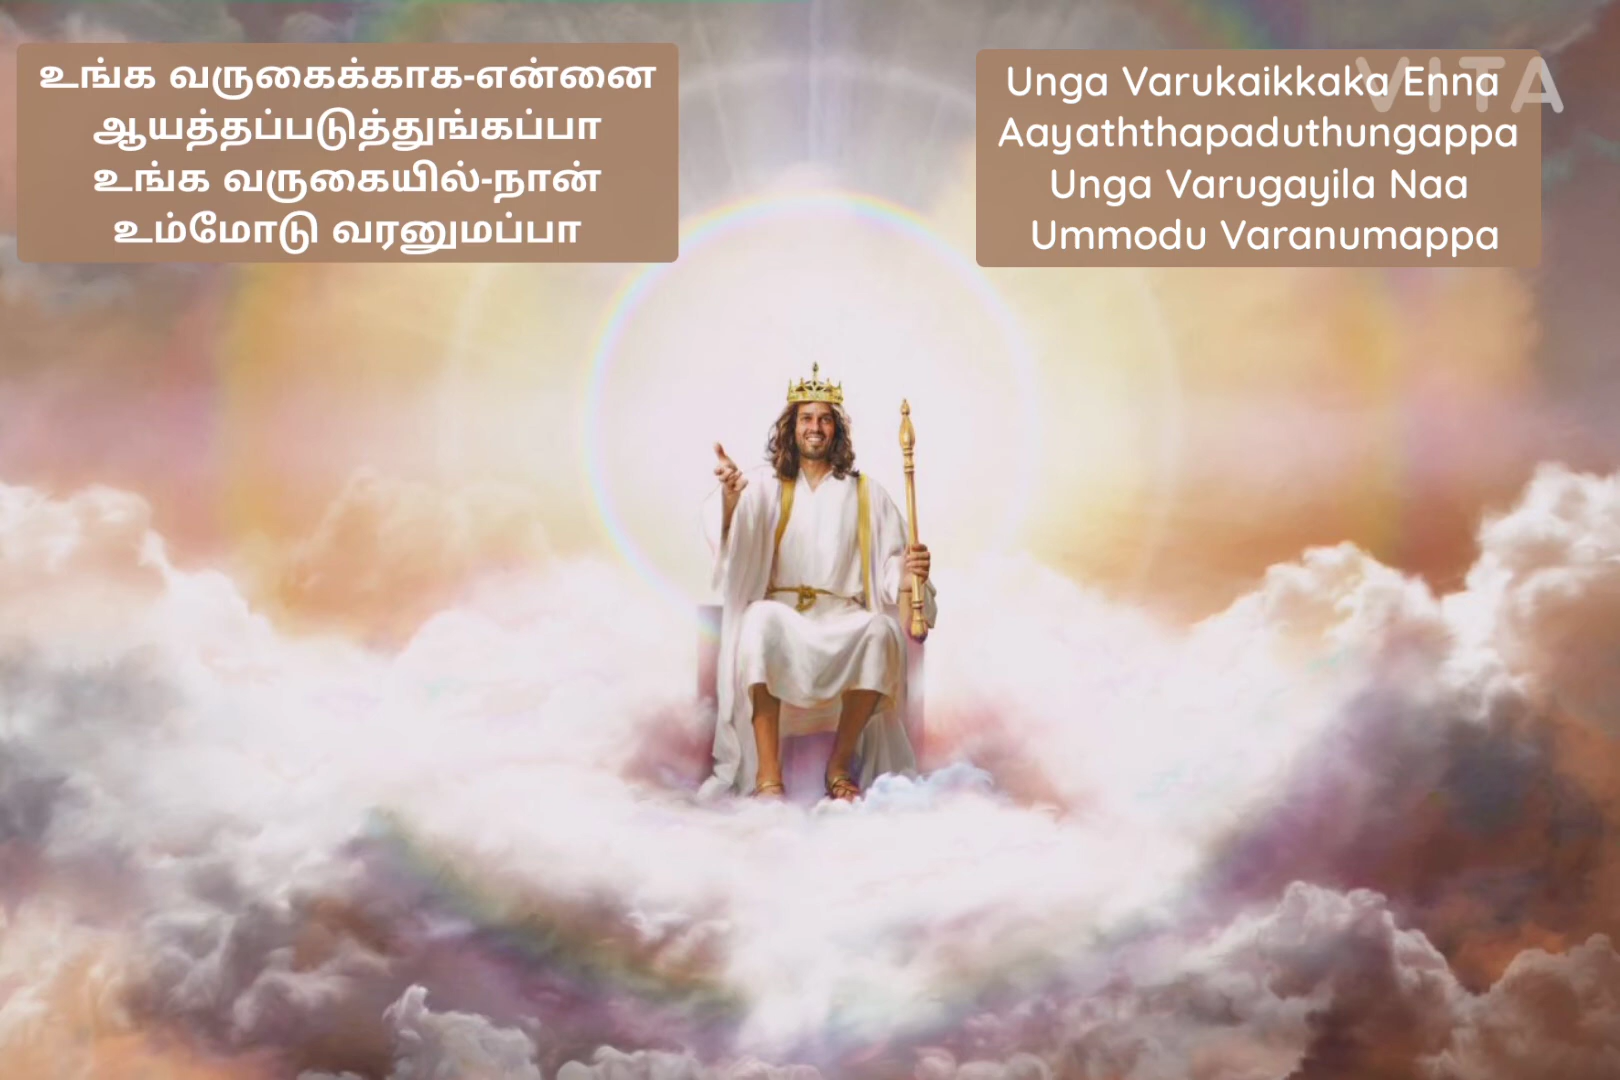 உங்க வருகைக்காக-என்னை
ஆயத்தப்படுத்துங்கப்பா
உங்க வருகையில்-நான்
உம்மோடு வரனுமப்பா
Unga Varukaikkaka Enna
Aayaththapaduthungappa
Unga Varugayila Naa
Ummodu Varanumappa
VITA